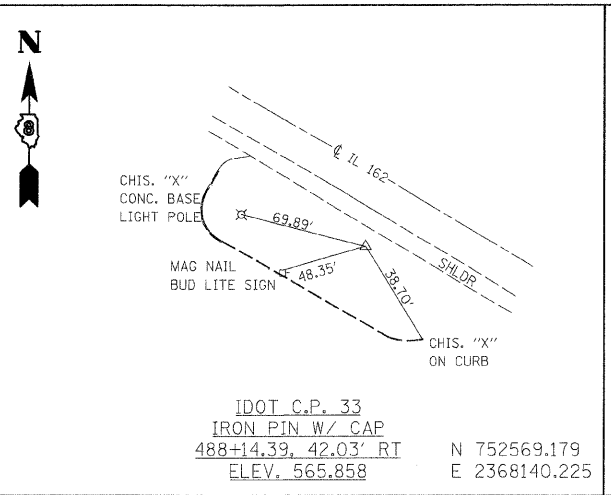 N
8
℄ IL 162
CHIS. "X"
CONC. BASE
LIGHT POLE
69.89'
MAG NAIL
BUD LITE SIGN
48.35'
38.70'
SHLDR
CHIS. "X"
ON CURB
IDOT C.P. 33
IRON PIN W/ CAP
488+14.39, 42.03' RT
ELEV. 565.858
N 752569.179
E 2368140.225